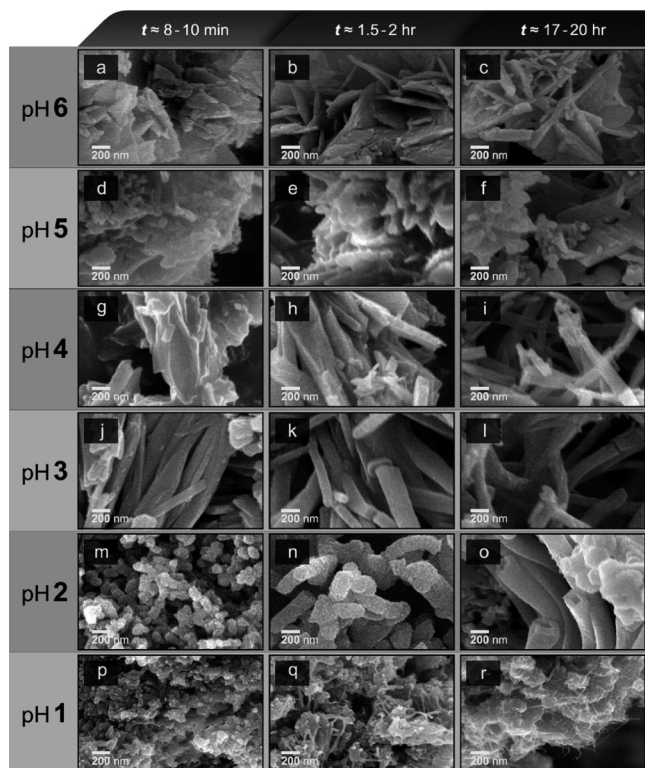 t ≈ 8 - 10 min t ≈ 1.5 - 2 hr t ≈ 17 - 20 hr
pH 6
a b c
200 nm 200 nm 200 nm
pH 5
d e f
200 nm 200 nm 200 nm
pH 4
g h i
200 nm 200 nm 200 nm
pH 3
j k l
200 nm 200 nm 200 nm
pH 2
m n o
200 nm 200 nm 200 nm
pH 1
p q r
200 nm 200 nm 200 nm